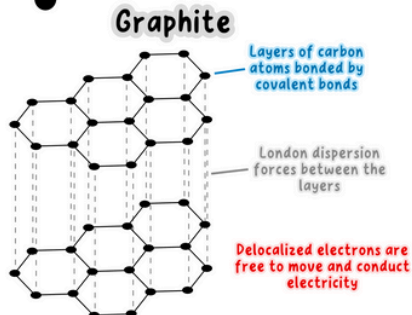 Graphite
Layers of carbon
atoms bonded by
covalent bonds
London dispersion
forces between the
layers
Delocalized electrons are
free to move and conduct
electricity